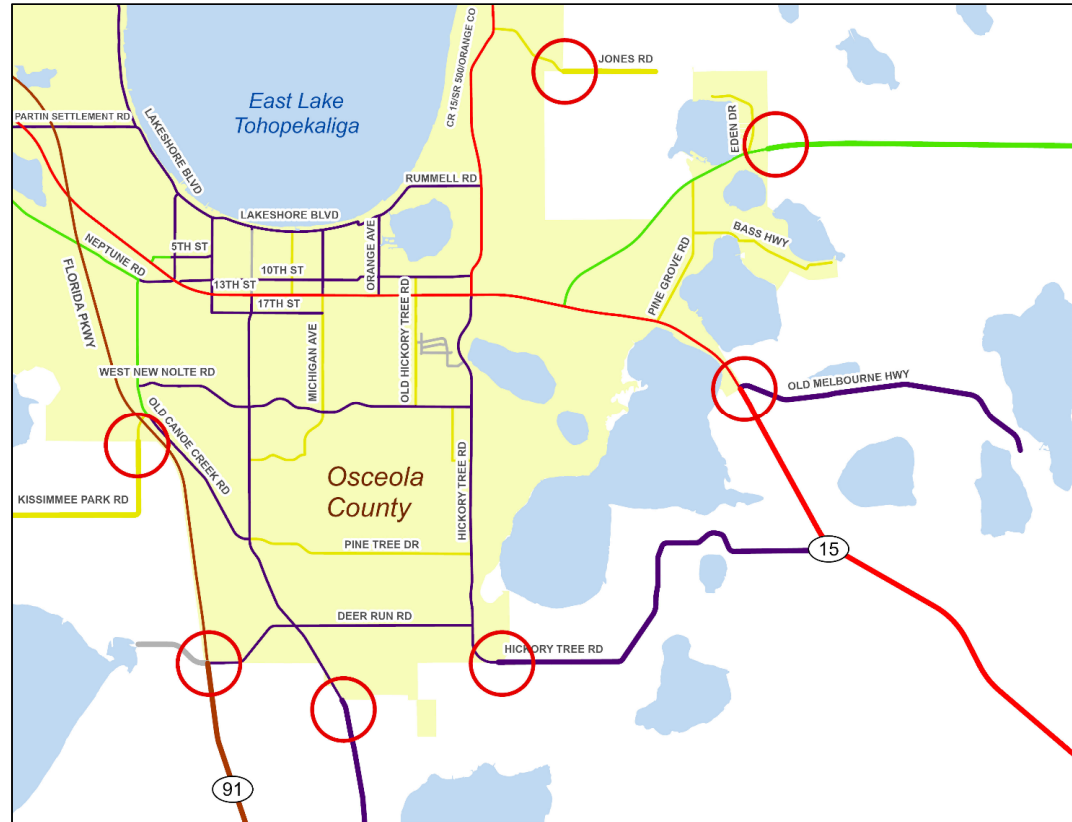 JONES RD
CR 15/SR 500/ORANGE CO
East Lake
Tohopekaliga
PARTIN SETTLEMENT RD
LAKESHORE BLVD
EDEN DR
RUMMELL RD
LAKESHORE BLVD
BASS HWY
5TH ST
ORANGE AVE
NEPTUNE RD
10TH ST
13TH ST
17TH ST
PINE GROVE RD
FLORIDA PKWY
OLD HICKORY TREE RD
MICHIGAN AVE
WEST NEW NOLTE RD
OLD MELBOURNE HWY
OLD CANOE CREEK RD
HICKORY TREE RD
Osceola
County
KISSIMMEE PARK RD
PINE TREE DR
15
DEER RUN RD
HICKORY TREE RD
91